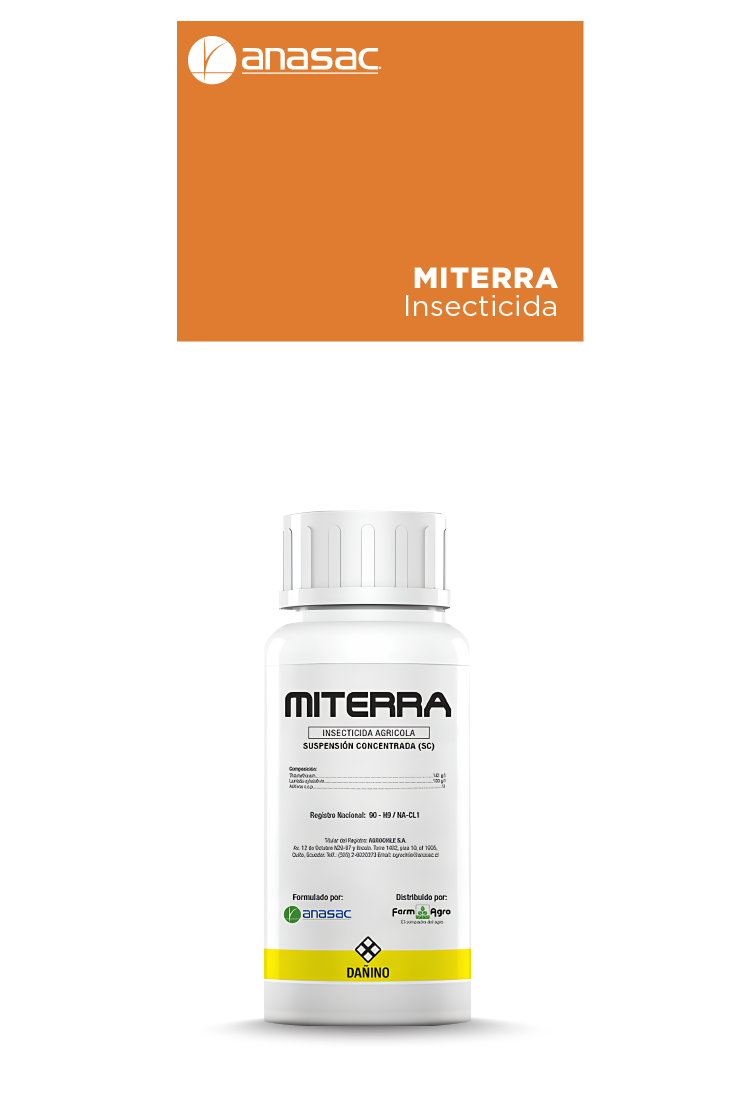 anasac
MITERRA
Insecticida
MITERRA
INSECTICIDA AGRICOLA
SUSPENSIÓN CONCENTRADA (SC)
Composición:
Registro Nacional: 90 - H9 / NA-CL1
Titular del Registro: AGROCHILE S.A.
Formulado por:
Distribuido por:
anasac
Farm Agro
DAÑINO